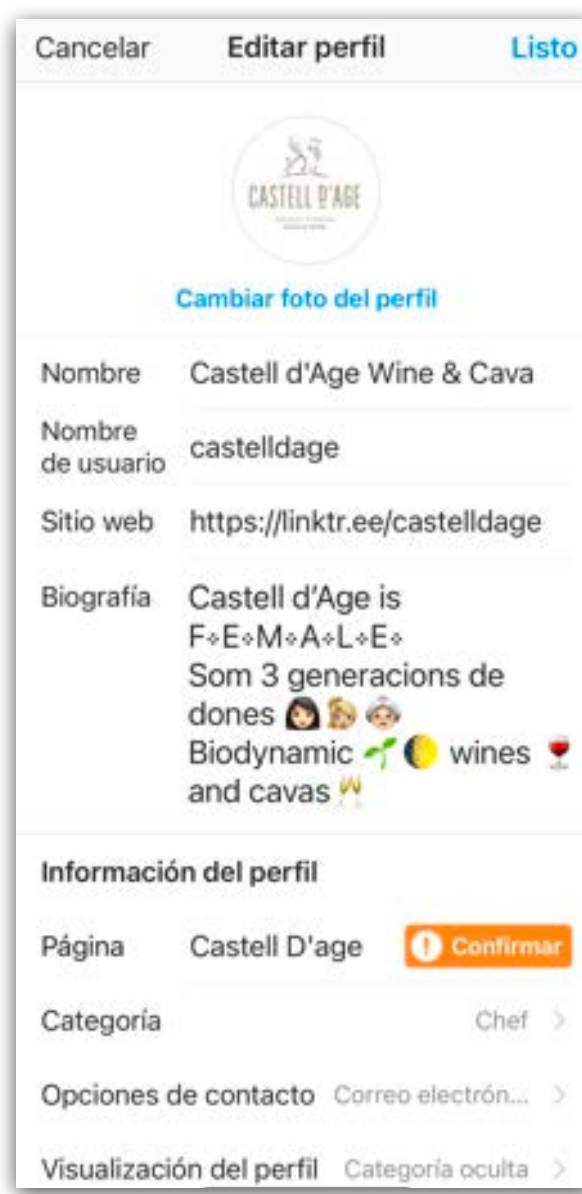 Cancelar Editar perfil Listo
CASTELL D'AGE
Cambiar foto del perfil
Nombre Castell d'Age Wine & Cava
Nombre
de usuario castelldage
Sitio web https://linktr.ee/castelldage
Biografía Castell d'Age is
F⟡E⟡M⟡A⟡L⟡E⟡
Som 3 generacions de
dones 👩🏻👱🏼‍♀️👵🏼
Biodynamic 🌱🌔 wines 🍷
and cavas 🥂
Información del perfil
Página Castell D'age ! Confirmar
Categoría Chef >
Opciones de contacto Correo electrón... >
Visualización del perfil Categoría oculta >